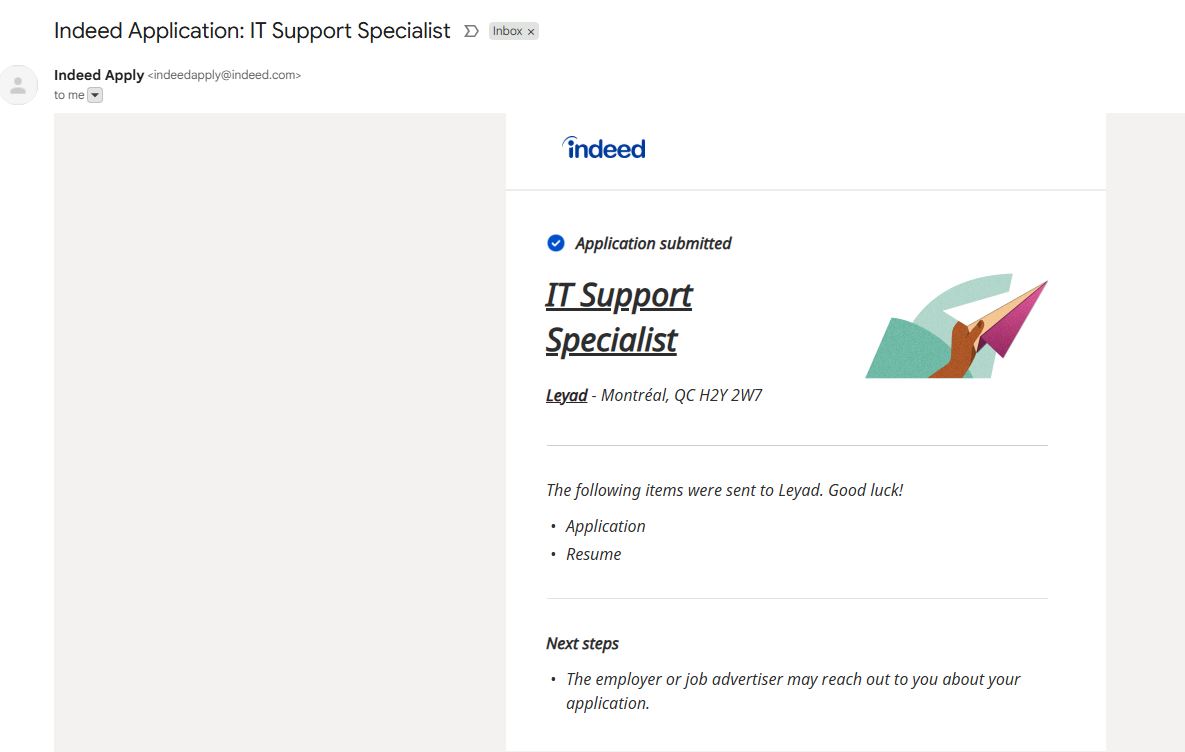 Indeed Application: IT Support Specialist
Inbox ×
Indeed Apply <indeedapply@indeed.com>
to me
indeed
Application submitted
IT Support
Specialist
Leyad - Montréal, QC H2Y 2W7
The following items were sent to Leyad. Good luck!
• Application
• Resume
Next steps
• The employer or job advertiser may reach out to you about your
application.